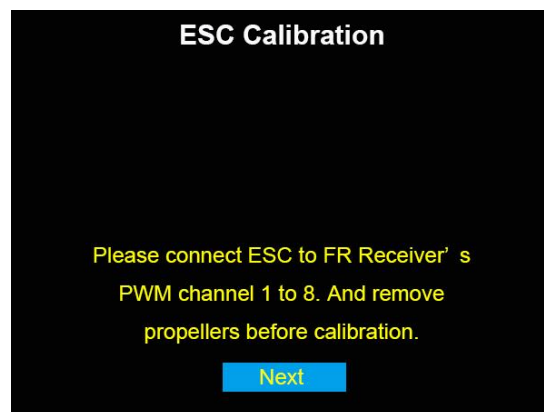 ESC Calibration
Please connect ESC to FR Receiver’ s
PWM channel 1 to 8. And remove
propellers before calibration.
Next